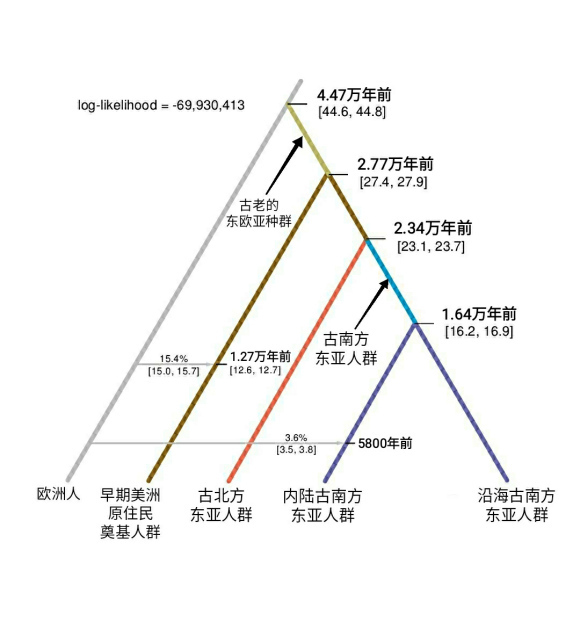 4.47万年前
log-likelihood = -69,930,413
[44.6, 44.8]
2.77万年前
[27.4, 27.9]
古老的
东欧亚种群
2.34万年前
[23.1, 23.7]
1.64万年前
[16.2, 16.9]
古南方
东亚人群
15.4%
[15.0, 15.7]
1.27万年前
[12.6, 12.7]
3.6%
[3.5, 3.8]
5800年前
欧洲人
早期美洲
原住民
奠基人群
古北方
东亚人群
内陆古南方
东亚人群
沿海古南方
东亚人群